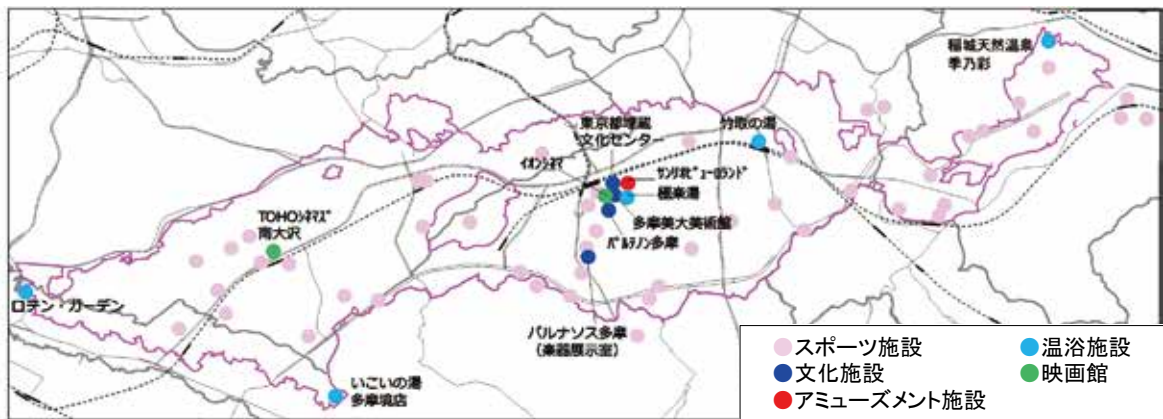 稲城天然温泉
季乃彩
東京都埋蔵
文化センター
竹取の湯
イオンシネマ
サンリオピューロランド
極楽湯
多摩美大美術館
パルテノン多摩
TOHOシネマズ
南大沢
ロテン・ガーデン
パルナソス多摩
(楽器展示室)
いこいの湯
多摩境店
スポーツ施設
温浴施設
文化施設
映画館
アミューズメント施設